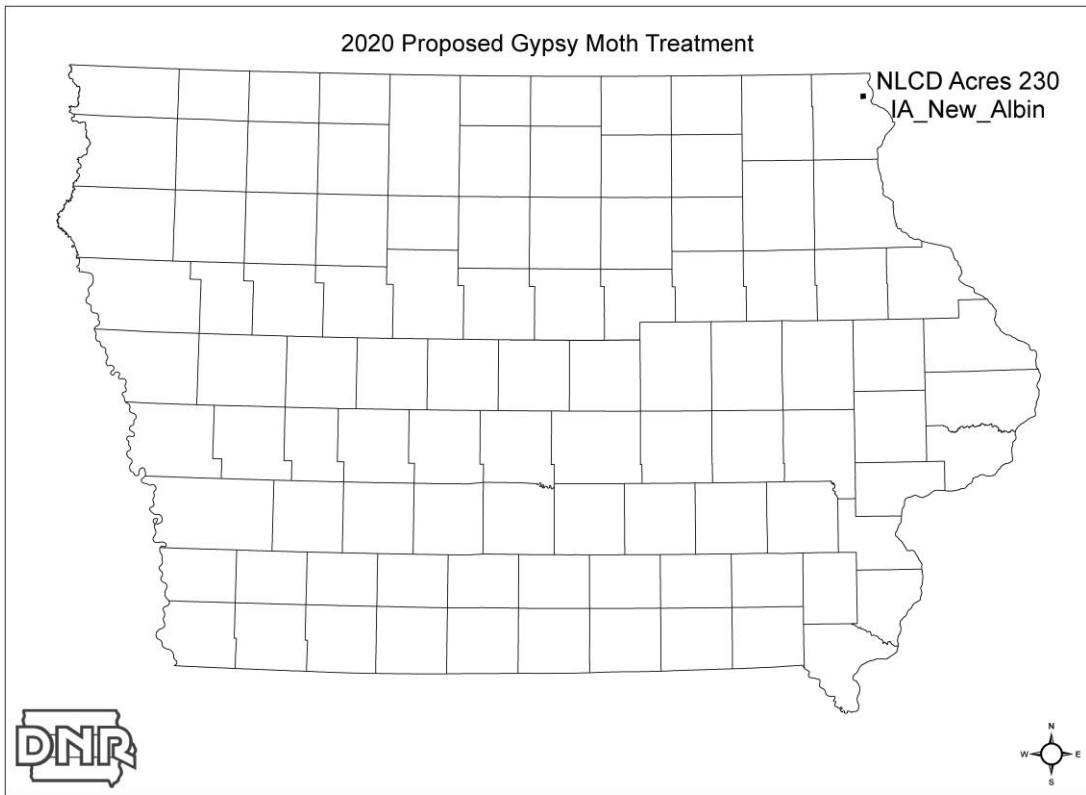 2020 Proposed Gypsy Moth Treatment
NLCD Acres 230
IA_New_Albin
DNR
N
W E
S